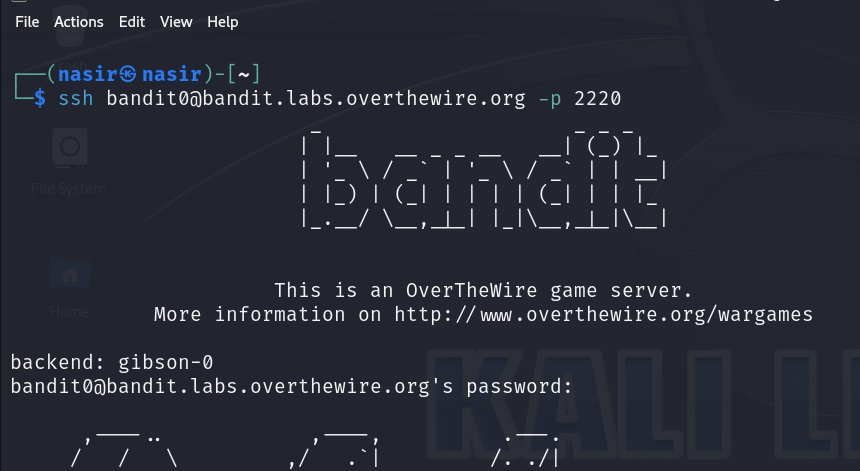 File Actions Edit View Help
┌──(nasir㉿nasir)-[~]
└─$ ssh bandit0@bandit.labs.overthewire.org -p 2220
bandit
This is an OverTheWire game server.
More information on http://www.overthewire.org/wargames
backend: gibson-0
bandit0@bandit.labs.overthewire.org's password:
File System
Home
KALI LI